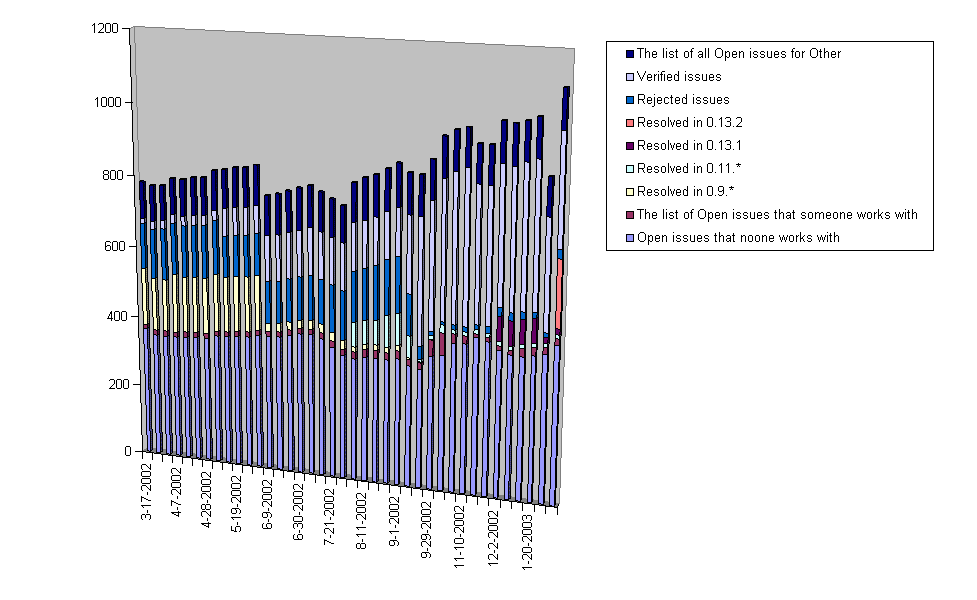 1200
1000
800
600
400
200
0
3-17-2002
4-7-2002
4-28-2002
5-19-2002
6-9-2002
6-30-2002
7-21-2002
8-11-2002
9-1-2002
9-29-2002
11-10-2002
12-2-2002
1-20-2003
The list of all Open issues for Other
Verified issues
Rejected issues
Resolved in 0.13.2
Resolved in 0.13.1
Resolved in 0.11.*
Resolved in 0.9.*
The list of Open issues that someone works with
Open issues that noone works with